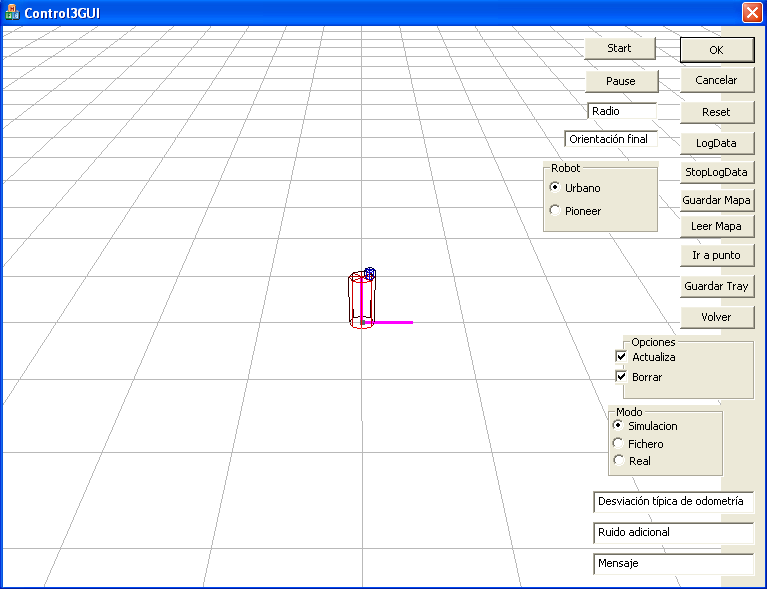 Control3GUI
Start
OK
Pause
Cancelar
Radio
Reset
Orientación final
LogData
Robot
Urbano
Pioneer
StopLogData
Guardar Mapa
Leer Mapa
Ir a punto
Guardar Tray
Volver
Opciones
Actualiza
Borrar
Modo
Simulacion
Fichero
Real
Desviación típica de odometría
Ruido adicional
Mensaje